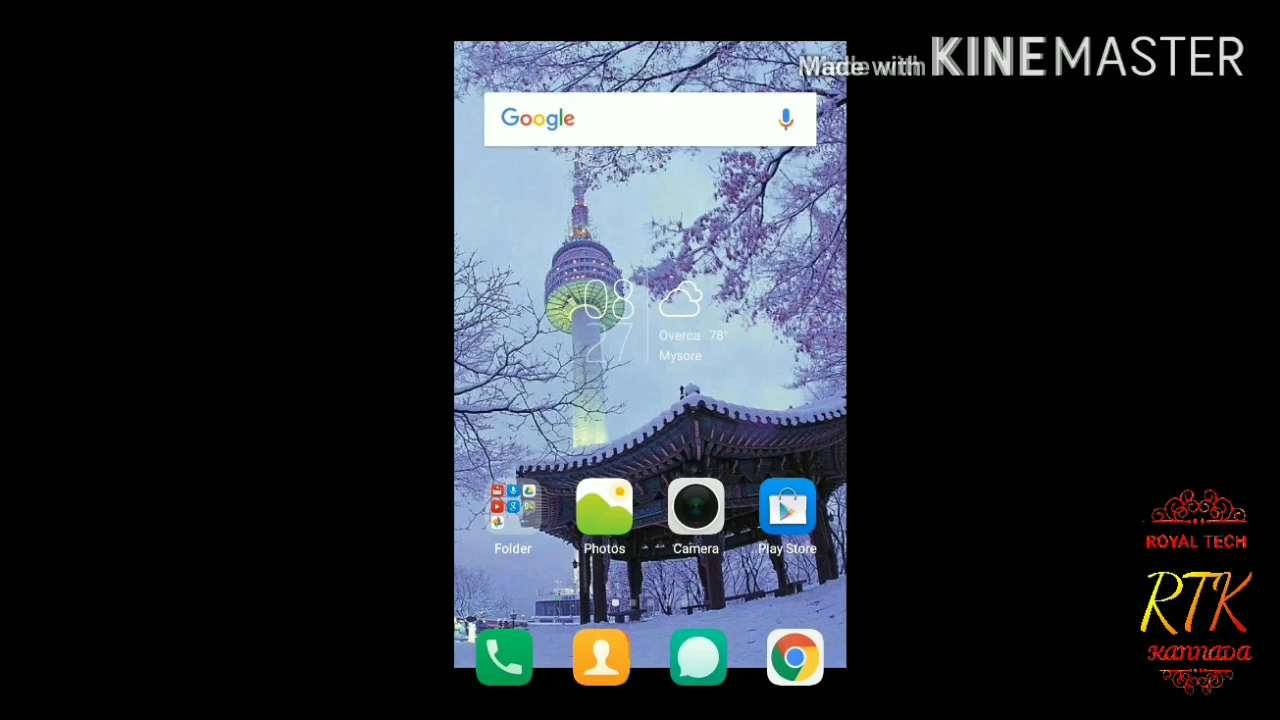 Made with KINEMASTER
Google
08
27
Overca 78°
Mysore
Folder
Photos
Camera
Play Store
ROYAL TECH
RTK
Kannada